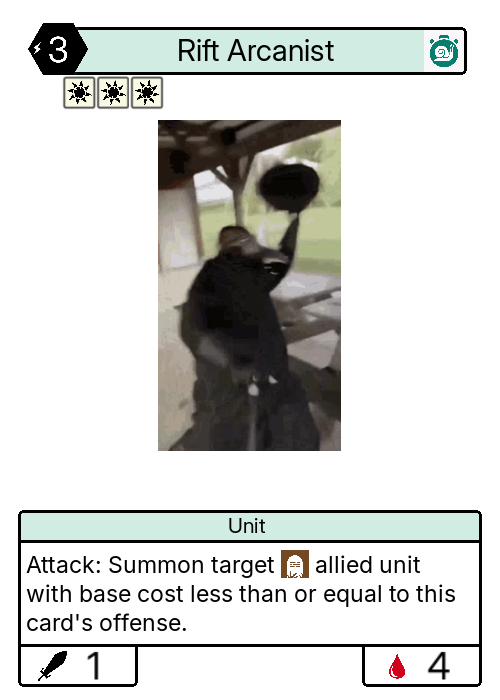 3
Rift Arcanist
Unit
Attack: Summon target allied unit
with base cost less than or equal to this
card's offense.
1
4